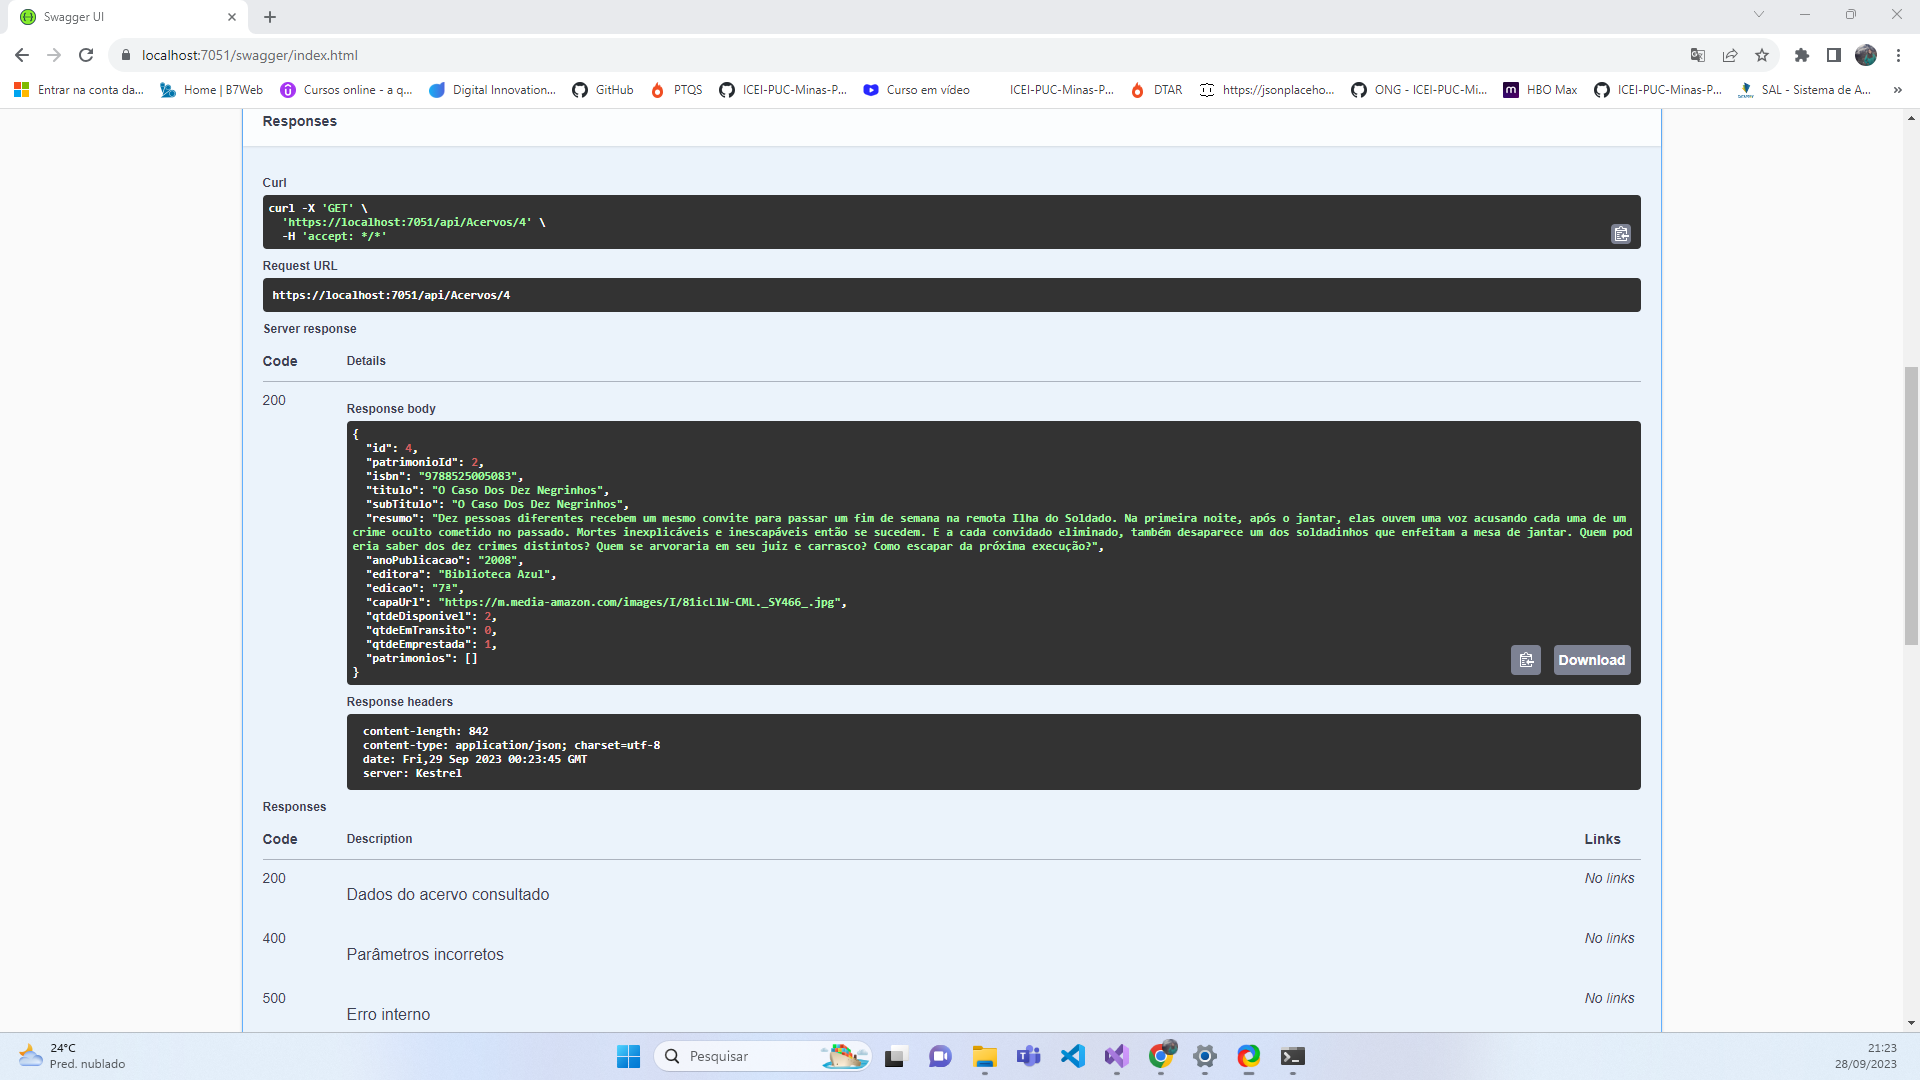 Swagger UI
localhost:7051/swagger/index.html
Entrar na conta da...
Home | B7Web
Cursos online - a q...
Digital Innovation...
GitHub
PTQS
ICEI-PUC-Minas-P...
Curso em vídeo
ICEI-PUC-Minas-P...
DTAR
https://jsonplaceho...
ONG - ICEI-PUC-Mi...
HBO Max
ICEI-PUC-Minas-P...
SAL - Sistema de A...
»
Responses
Curl
curl -X 'GET' \
'https://localhost:7051/api/Acervos/4' \
-H 'accept: */*'
Request URL
https://localhost:7051/api/Acervos/4
Server response
Code Details
200
Response body
{
"id": 4,
"patrimonioId": 2,
"isbn": "9788525005083",
"titulo": "O Caso Dos Dez Negrinhos",
"subTitulo": "O Caso Dos Dez Negrinhos",
"resumo": "Dez pessoas diferentes recebem um mesmo convite para passar um fim de semana na remota Ilha do Soldado. Na primeira noite, após o jantar, elas ouvem uma voz acusando cada uma de um
crime oculto cometido no passado. Mortes inexplicáveis e inescapáveis então se sucedem. E a cada convidado eliminado, também desaparece um dos soldadinhos que enfeitam a mesa de jantar. Quem pod
eria saber dos dez crimes distintos? Quem se arvoraria em seu juiz e carrasco? Como escapar da próxima execução?",
"anoPublicacao": "2008",
"editora": "Biblioteca Azul",
"edicao": "7ª",
"capaUrl": "https://m.media-amazon.com/images/I/81icLlW-CML._SY466_.jpg",
"qtdeDisponivel": 2,
"qtdeEmTransito": 0,
"qtdeEmprestada": 1,
"patrimonios": []
}
Download
Response headers
content-length: 842
content-type: application/json; charset=utf-8
date: Fri,29 Sep 2023 00:23:45 GMT
server: Kestrel
Responses
Code Description Links
200 No links
Dados do acervo consultado
400 No links
Parâmetros incorretos
500 No links
Erro interno
24°C
Pred. nublado
Pesquisar
21:23
28/09/2023